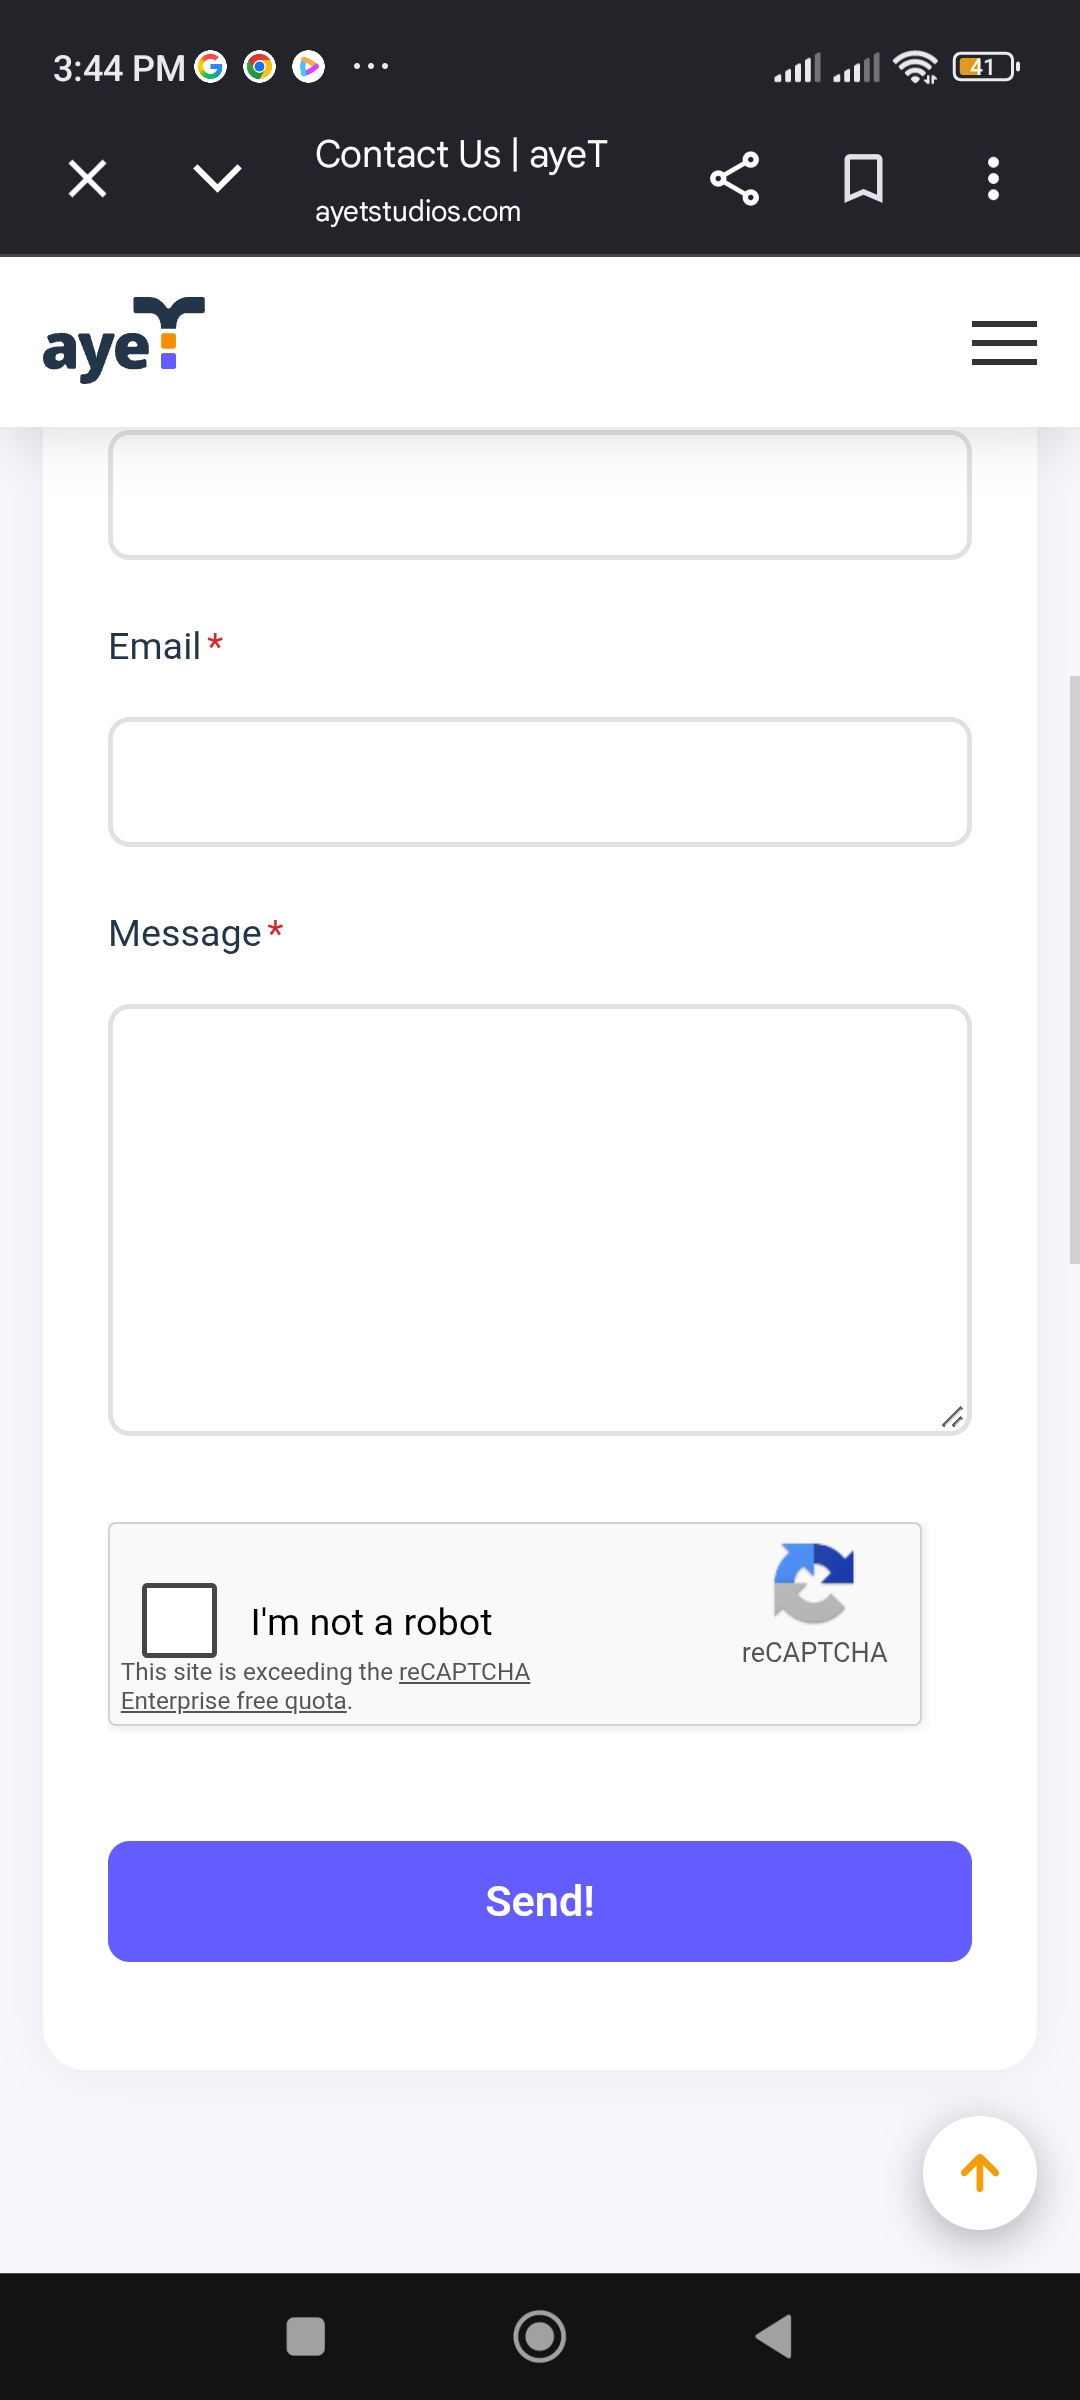 3:44 PM
41
Contact Us | ayeT
ayetstudios.com
ayeT
Email *
Message *
I'm not a robot
reCAPTCHA
This site is exceeding the reCAPTCHA
Enterprise free quota.
Send!